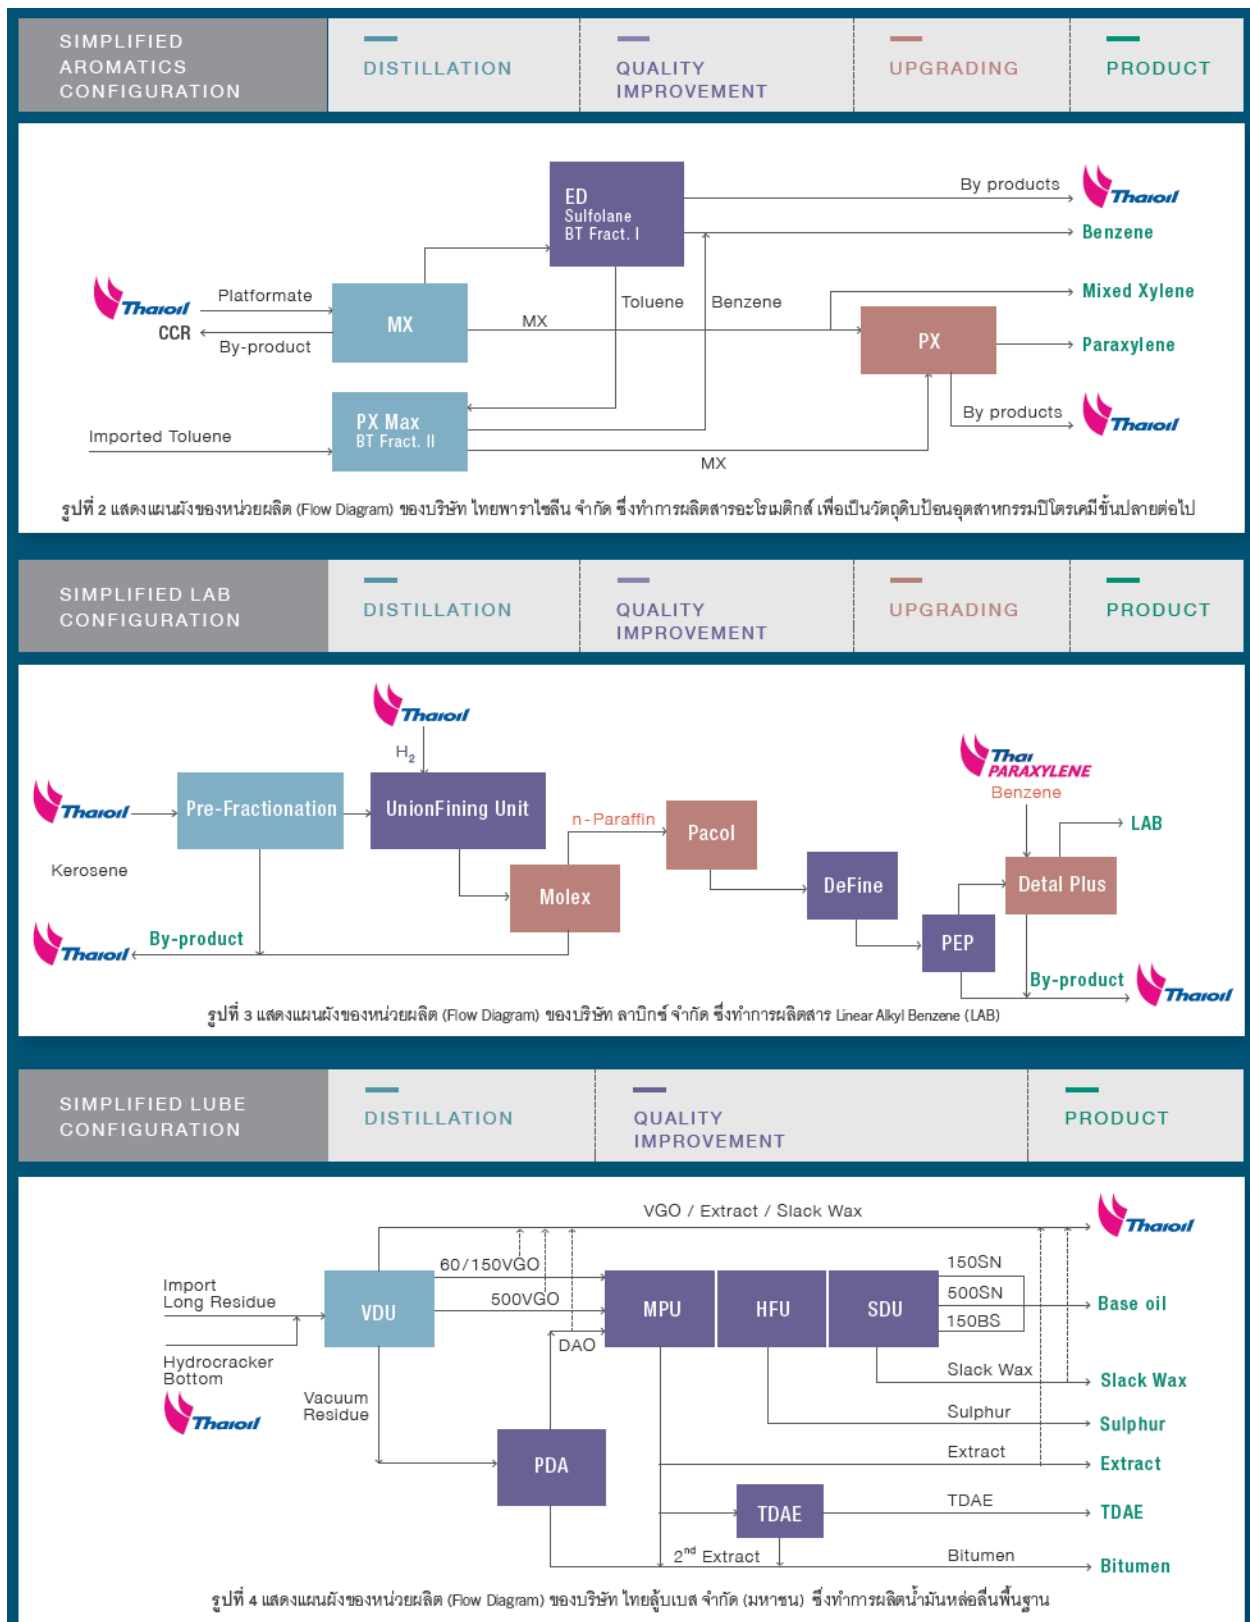 SIMPLIFIED
AROMATICS
CONFIGURATION
DISTILLATION
QUALITY
IMPROVEMENT
UPGRADING
PRODUCT
ED
Sulfolane
BT Fract. I
By products
Thaioil
Benzene
Thaioil
CCR
Platformate
By-product
MX
MX
Toluene
Benzene
Mixed Xylene
PX
Paraxylene
By products
Thaioil
Imported Toluene
PX Max
BT Fract. II
MX
รูปที่ 2 แสดงแผนผังของหน่วยผลิต (Flow Diagram) ของบริษัท ไทยพาราไซลีน จำกัด ซึ่งทำการผลิตสารอะโรเมติกส์ เพื่อเป็นวัตถุดิบป้อนอุตสาหกรรมปิโตรเคมีขั้นปลายต่อไป
SIMPLIFIED LAB
CONFIGURATION
DISTILLATION
QUALITY
IMPROVEMENT
UPGRADING
PRODUCT
Thaioil
H2
Thaioil
Kerosene
Pre-Fractionation
UnionFining Unit
n-Paraffin
Molex
Pacol
DeFine
PEP
Thai
PARAXYLENE
Benzene
Detal Plus
LAB
By-product
Thaioil
By-product
Thaioil
รูปที่ 3 แสดงแผนผังของหน่วยผลิต (Flow Diagram) ของบริษัท ลาบิกซ์ จำกัด ซึ่งทำการผลิตสาร Linear Alkyl Benzene (LAB)
SIMPLIFIED LUBE
CONFIGURATION
DISTILLATION
QUALITY
IMPROVEMENT
PRODUCT
VGO / Extract / Slack Wax
Thaioil
Import
Long Residue
Hydrocracker
Bottom
Thaioil
VDU
60/150VGO
500VGO
DAO
Vacuum
Residue
PDA
MPU
HFU
SDU
150SN
500SN
150BS
Base oil
Slack Wax
Slack Wax
Sulphur
Sulphur
Extract
Extract
TDAE
TDAE
TDAE
2nd Extract
Bitumen
Bitumen
รูปที่ 4 แสดงแผนผังของหน่วยผลิต (Flow Diagram) ของบริษัท ไทยลู้บเบส จำกัด (มหาชน) ซึ่งทำการผลิตน้ำมันหล่อลื่นพื้นฐาน